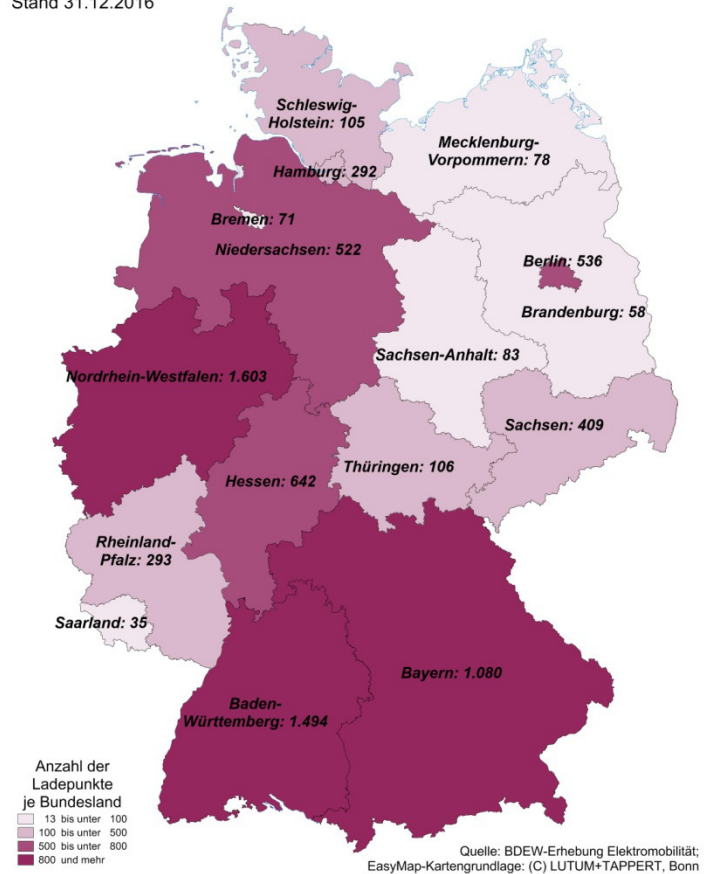 Stand 31.12.2016
Schleswig-
Holstein: 105
Mecklenburg-
Vorpommern: 78
Hamburg: 292
Bremen: 71
Niedersachsen: 522
Berlin: 536
Brandenburg: 58
Sachsen-Anhalt: 83
Nordrhein-Westfalen: 1.603
Sachsen: 409
Thüringen: 106
Hessen: 642
Rheinland-
Pfalz: 293
Saarland: 35
Bayern: 1.080
Baden-
Württemberg: 1.494
Anzahl der
Ladepunkte
je Bundesland
13 bis unter 100
100 bis unter 500
500 bis unter 800
800 und mehr
Quelle: BDEW-Erhebung Elektromobilität;
EasyMap-Kartengrundlage: (C) LUTUM+TAPPERT, Bonn